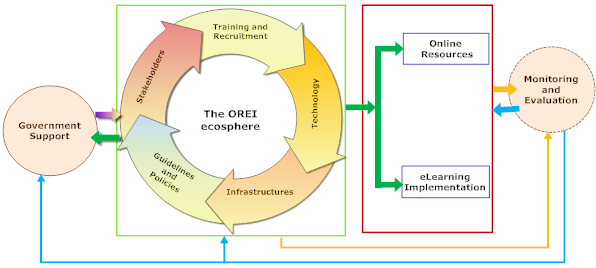 Government
Support
Stakeholders
Training and
Recruitment
Technology
Infrastructures
Guidelines
and
Policies
The OREI
ecosphere
Online
Resources
eLearning
Implementation
Monitoring
and
Evaluation